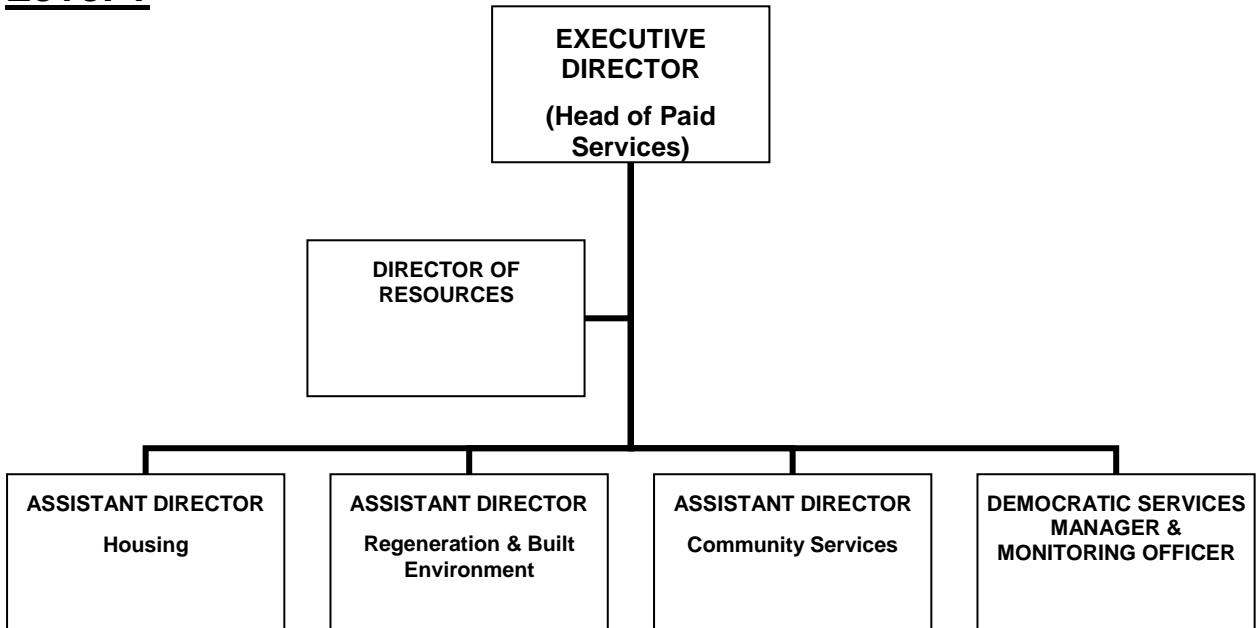 EXECUTIVE
DIRECTOR
(Head of Paid
Services)
DIRECTOR OF
RESOURCES
ASSISTANT DIRECTOR
Housing
ASSISTANT DIRECTOR
Regeneration & Built
Environment
ASSISTANT DIRECTOR
Community Services
DEMOCRATIC SERVICES
MANAGER &
MONITORING OFFICER